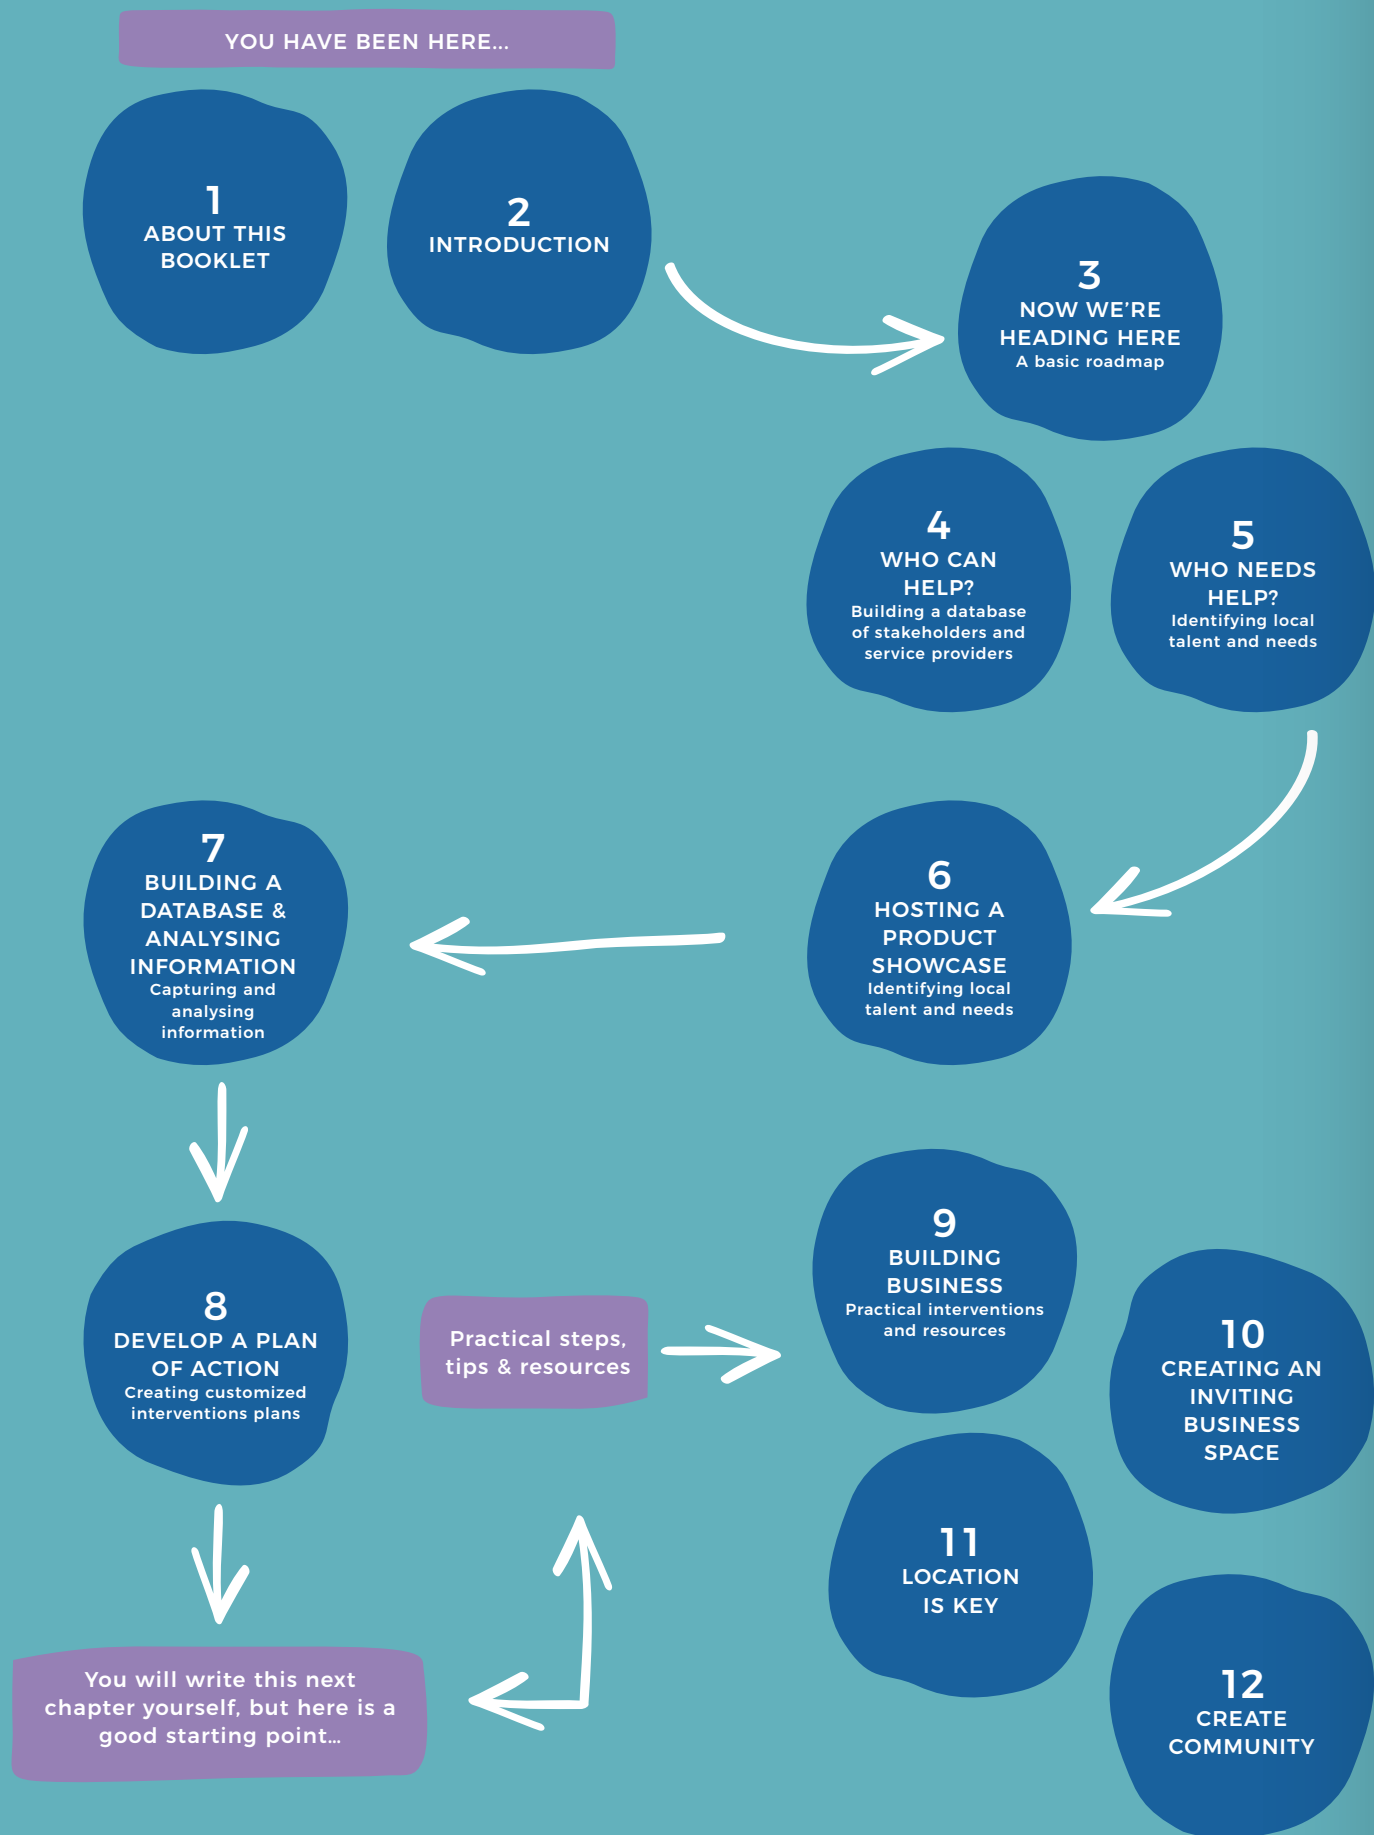 YOU HAVE BEEN HERE...
1
ABOUT THIS
BOOKLET
2
INTRODUCTION
3
NOW WE'RE
HEADING HERE
A basic roadmap
4
WHO CAN
HELP?
Building a database
of stakeholders and
service providers
5
WHO NEEDS
HELP?
Identifying local
talent and needs
6
HOSTING A
PRODUCT
SHOWCASE
Identifying local
talent and needs
7
BUILDING A
DATABASE &
ANALYSING
INFORMATION
Capturing and
analysing
information
8
DEVELOP A PLAN
OF ACTION
Creating customized
interventions plans
You will write this next
chapter yourself, but here is a
good starting point...
Practical steps,
tips & resources
9
BUILDING
BUSINESS
Practical interventions
and resources
10
CREATING AN
INVITING
BUSINESS
SPACE
11
LOCATION
IS KEY
12
CREATE
COMMUNITY